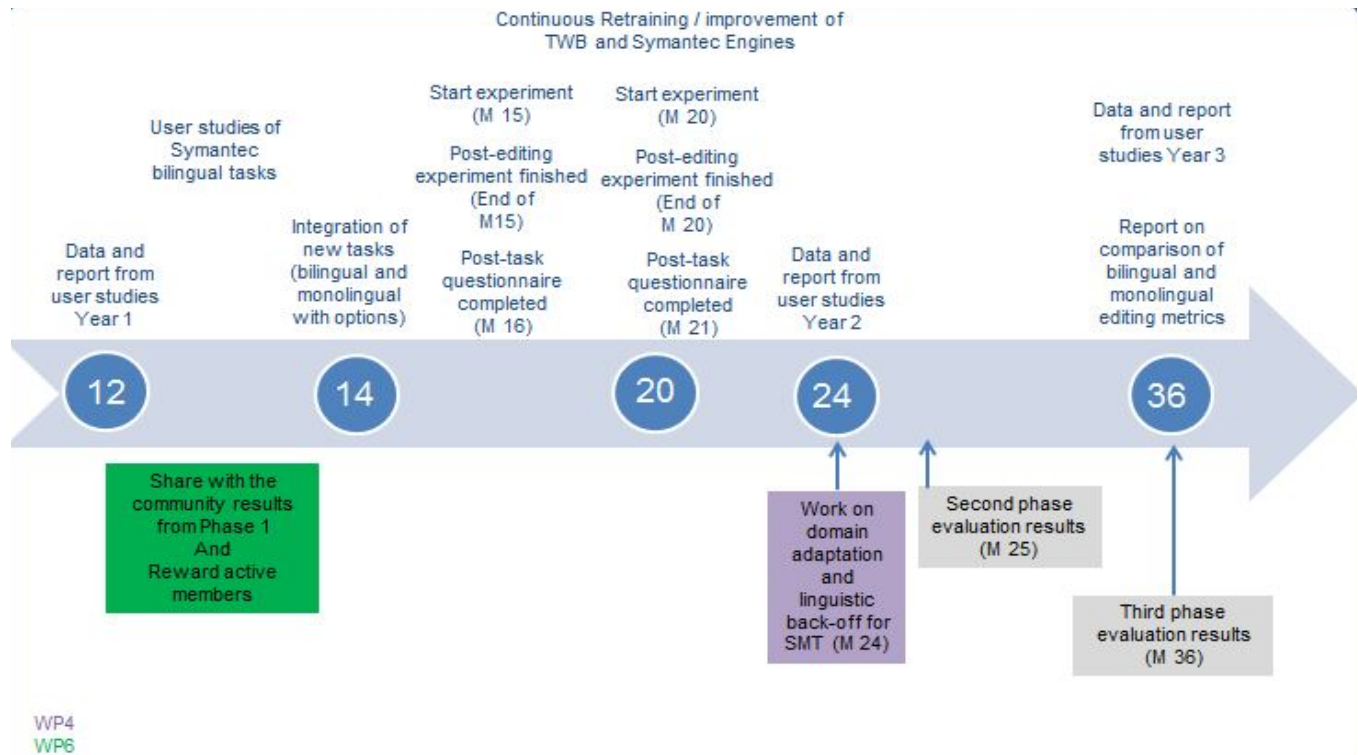 Continuous Retraining / improvement of
TWB and Symantec Engines
User studies of
Symantec
bilingual tasks
Start experiment
(M 15)
Post-editing
experiment finished
(End of
M15)
Post-task
questionnaire
completed
(M 16)
Start experiment
(M 20)
Post-editing
experiment finished
(End of
M 20)
Post-task
questionnaire
completed
(M 21)
Data and report
from user
studies Year 3
Data and
report from
user studies
Year 1
Integration of
new tasks
(bilingual and
monolingual
with options)
Data and
report from
user studies
Year 2
Report on
comparison of
bilingual and
monolingual
editing metrics
12
14
20
24
36
Share with the
community results
from Phase 1
And
Reward active
members
Work on
domain
adaptation
and
linguistic
back-off for
SMT (M 24)
Second phase
evaluation results
(M 25)
Third phase
evaluation results
(M 36)
WP4
WP6